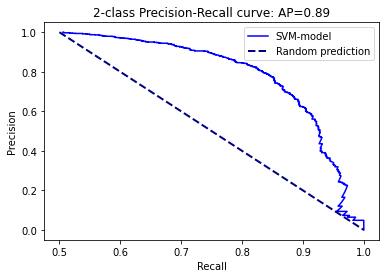 2-class Precision-Recall curve: AP=0.89
SVM-model
Random prediction
Precision
1.0
0.8
0.6
0.4
0.2
0.0
0.5
0.6
0.7
0.8
0.9
1.0
Recall